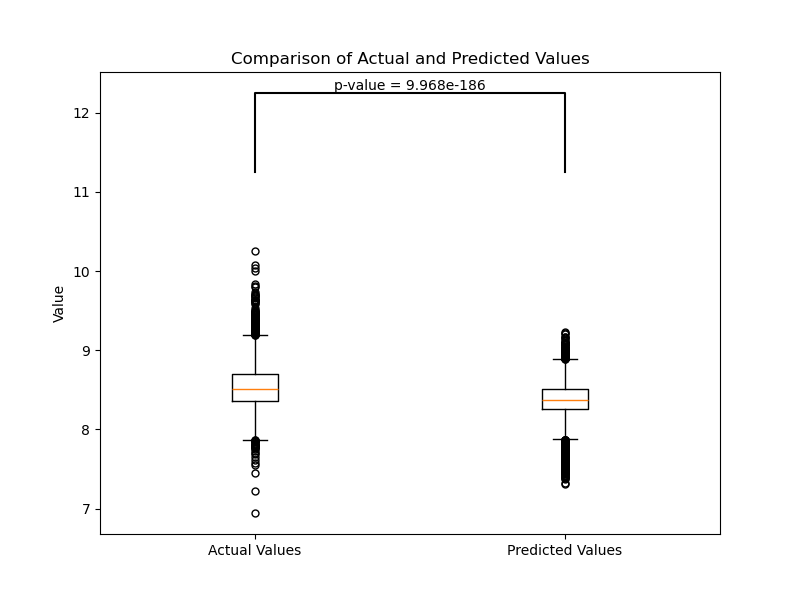 Comparison of Actual and Predicted Values
p-value = 9.968e-186
12
11
10
9
8
7
Value
Actual Values
Predicted Values